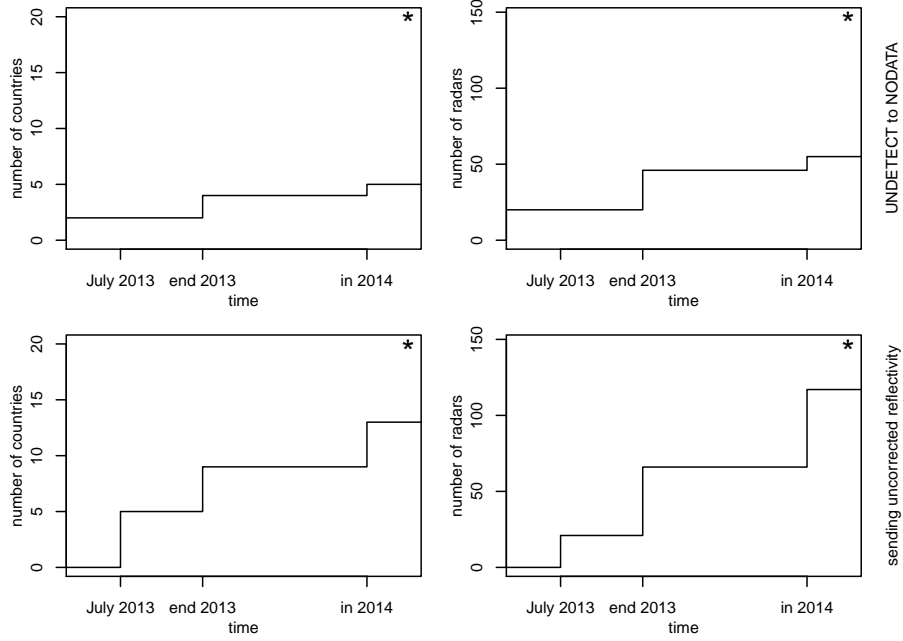 number of countries
20
15
10
5
0
*
July 2013 end 2013 in 2014
time
number of radars
150
100
50
0
*
July 2013 end 2013 in 2014
time
UNDETECT to NODATA
number of countries
20
15
10
5
0
*
July 2013 end 2013 in 2014
time
number of radars
150
100
50
0
*
July 2013 end 2013 in 2014
time
sending uncorrected reflectivity